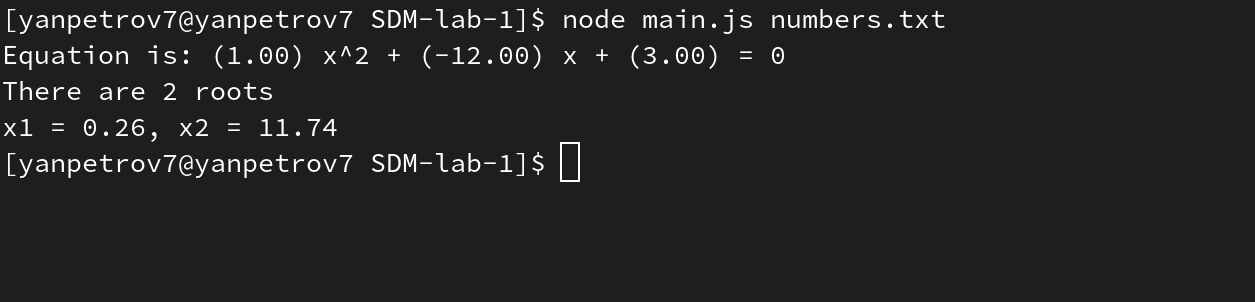 [yanpetrov7@yanpetrov7 SDM-lab-1]$ node main.js numbers.txt
Equation is: (1.00) x^2 + (-12.00) x + (3.00) = 0
There are 2 roots
x1 = 0.26, x2 = 11.74
[yanpetrov7@yanpetrov7 SDM-lab-1]$